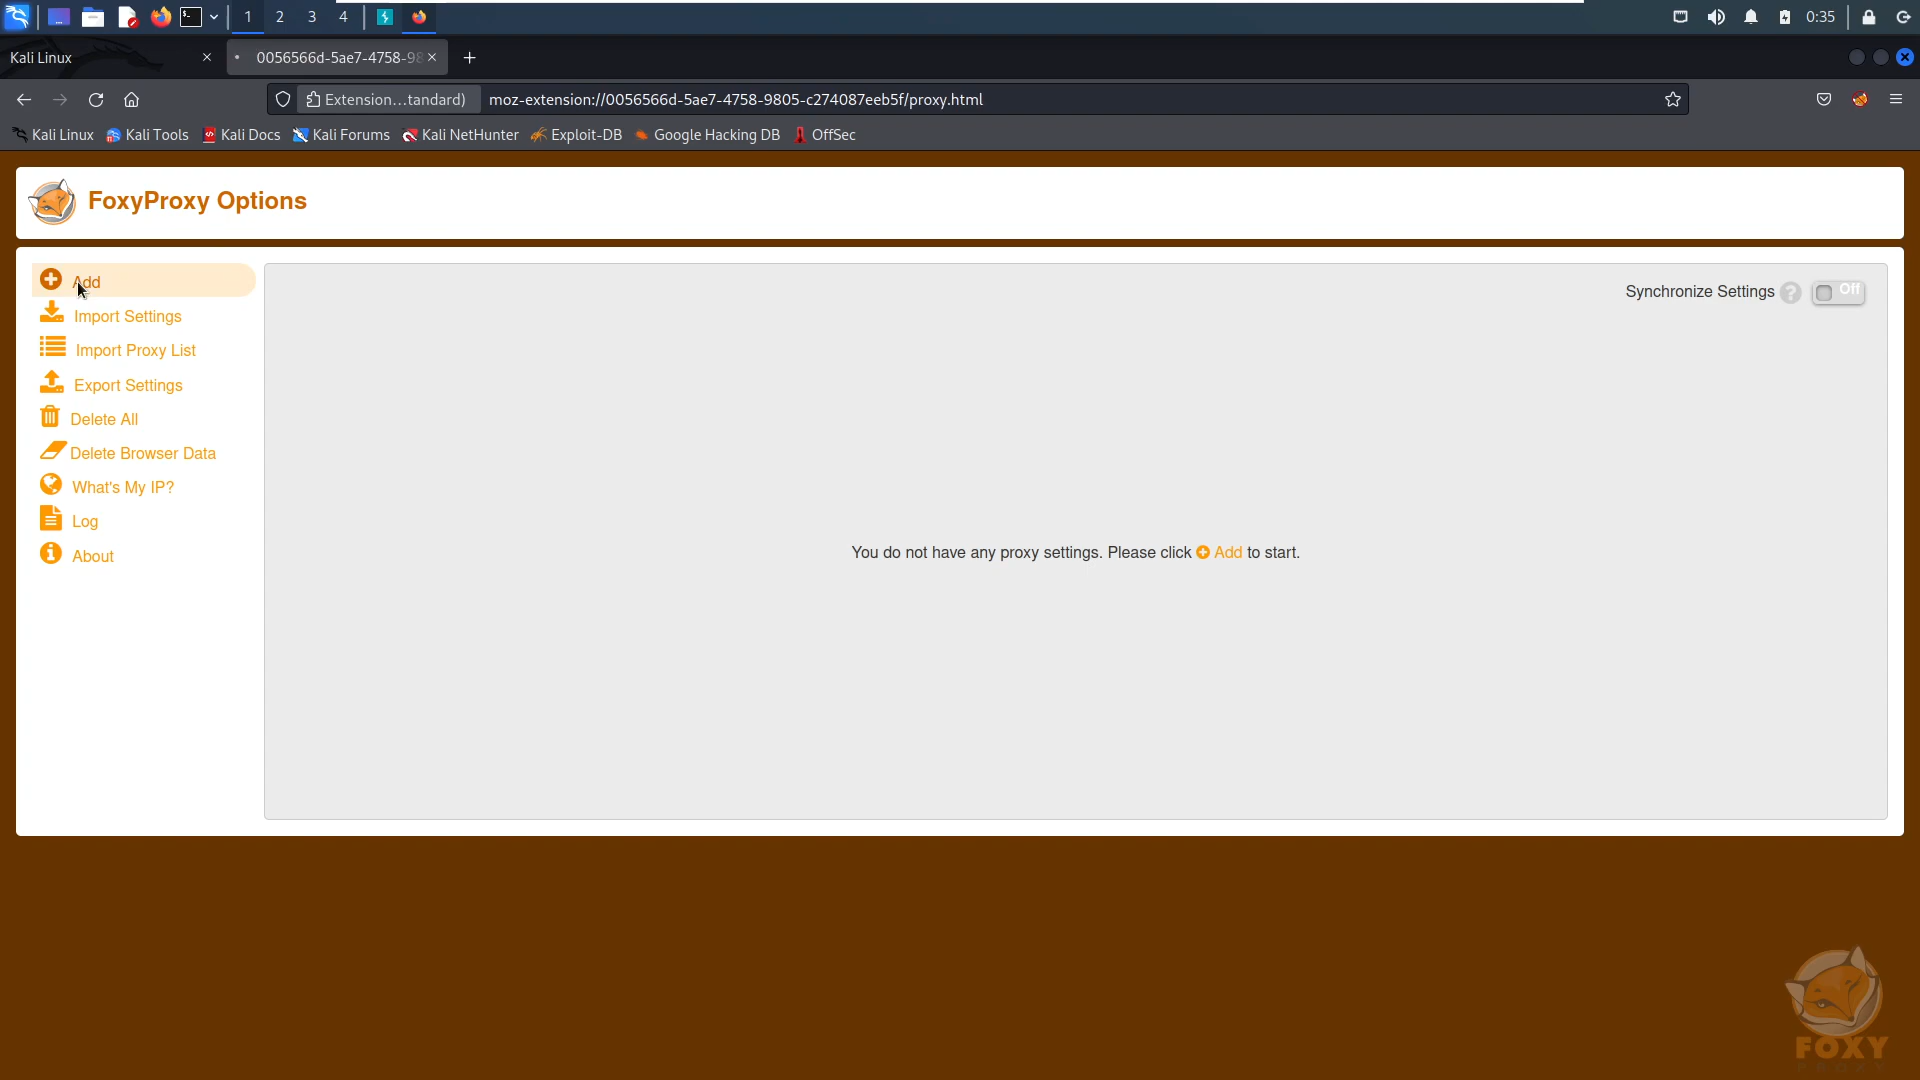 1 2 3 4 0:35
Kali Linux
0056566d-5ae7-4758-98
Extension...tandard) moz-extension://0056566d-5ae7-4758-9805-c274087eeb5f/proxy.html
Kali Linux Kali Tools Kali Docs Kali Forums Kali NetHunter Exploit-DB Google Hacking DB OffSec
FoxyProxy Options
Add
Synchronize Settings ? Off
Import Settings
Import Proxy List
Export Settings
Delete All
Delete Browser Data
What's My IP?
Log
About
You do not have any proxy settings. Please click Add to start.
FOXY
PROXY